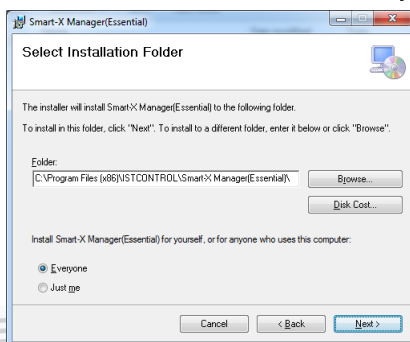 Smart-X Manager(Essential)
Select Installation Folder
The installer will install Smart-X Manager(Essential) to the following folder.
To install in this folder, click "Next". To install to a different folder, enter it below or click "Browse".
Folder:
C:\Program Files (x86)\ISTCONTROL\Smart-X Manager(Essential)\
Browse...
Disk Cost...
Install Smart-X Manager(Essential) for yourself, or for anyone who uses this computer:
Everyone
Just me
Cancel
< Back
Next >